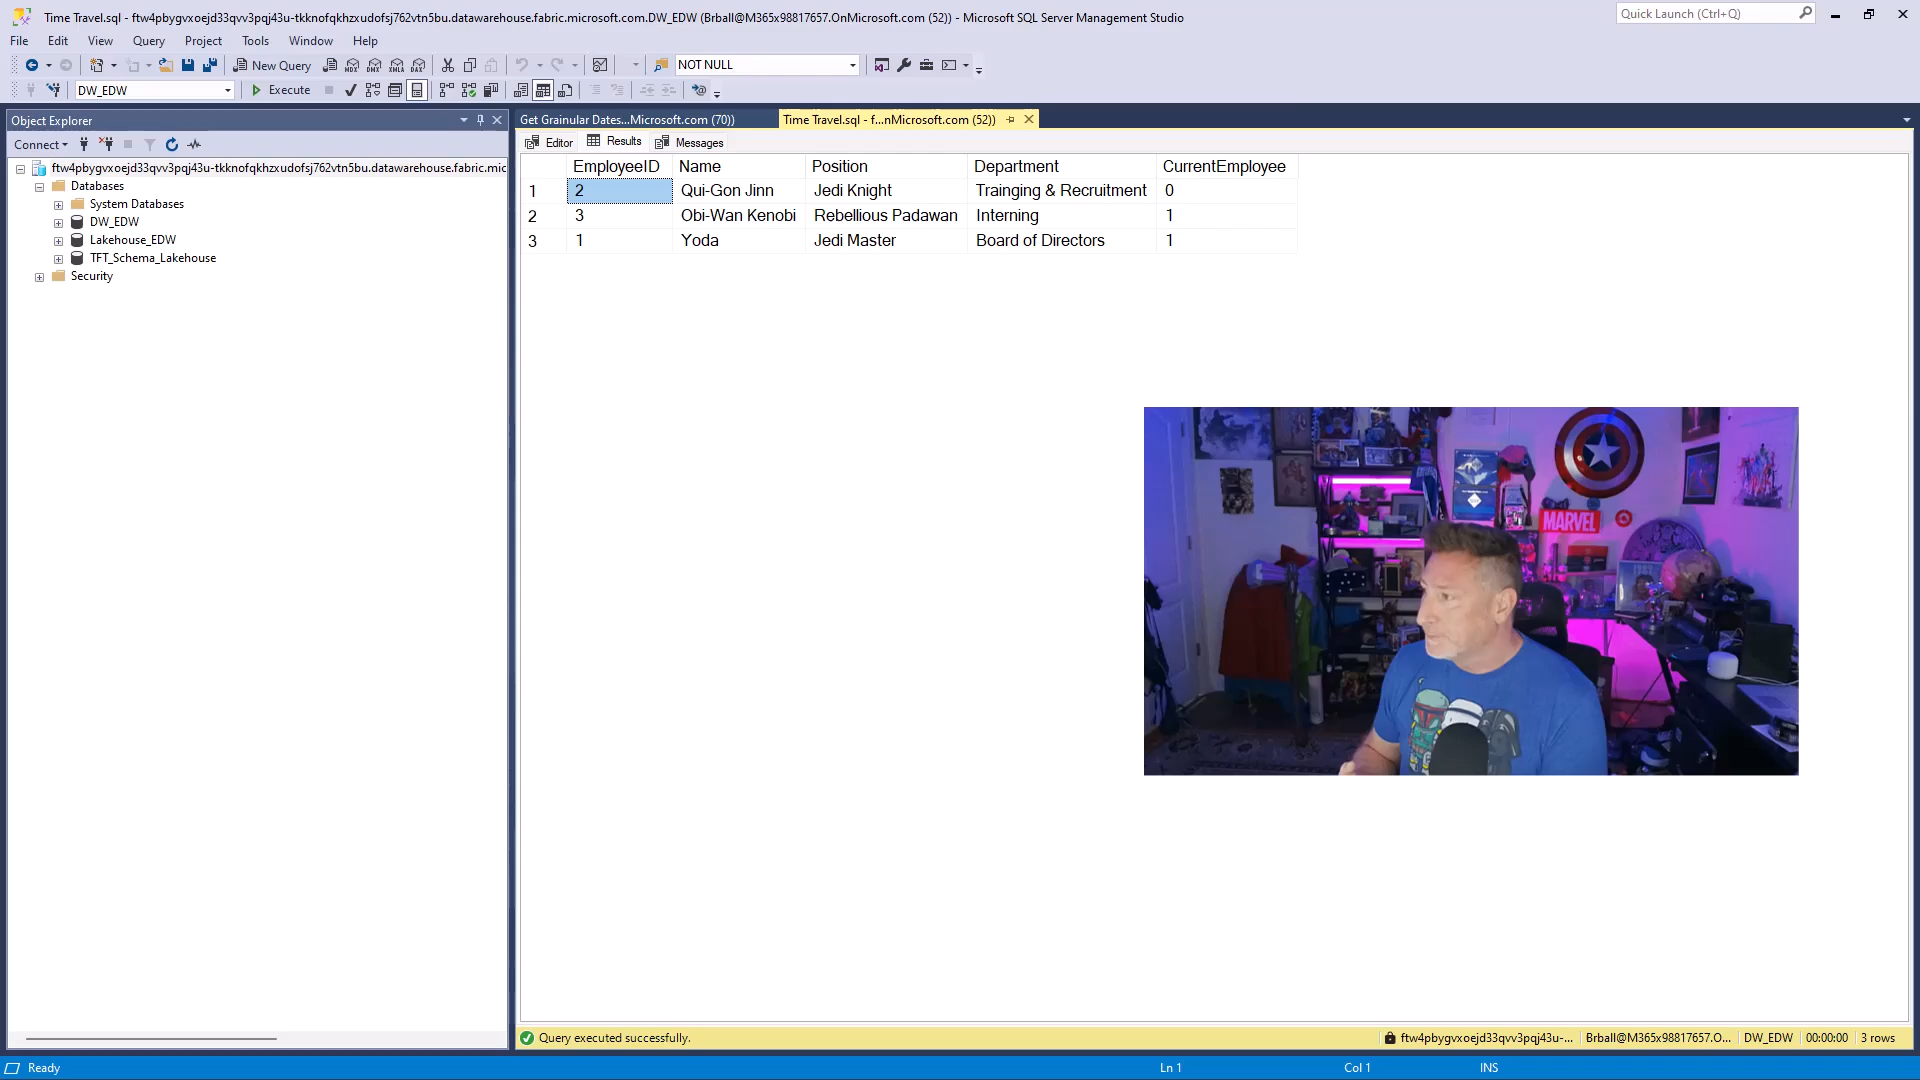 Time Travel.sql - ftw4pbygvxoejd33qvv3pqj43u-tkknofqkhzxudofsj762vtn5bu.datawarehouse.fabric.microsoft.com.DW_EDW (Brball@M365x98817657.OnMicrosoft.com (52)) - Microsoft SQL Server Management Studio
Quick Launch (Ctrl+Q)
File Edit View Query Project Tools Window Help
New Query
MDX DMX XMLA DAX
NOT NULL
DW_EDW
Execute
Object Explorer
Get Grainular Dates...Microsoft.com (70))
Time Travel.sql - f...nMicrosoft.com (52))
Connect
Editor Results Messages
ftw4pbygvxoejd33qvv3pqj43u-tkknofqkhzxudofsj762vtn5bu.datawarehouse.fabric.mic
Databases
System Databases
DW_EDW
Lakehouse_EDW
TFT_Schema_Lakehouse
Security
EmployeeID Name Position Department CurrentEmployee
1 2 Qui-Gon Jinn Jedi Knight Trainging & Recruitment 0
2 3 Obi-Wan Kenobi Rebellious Padawan Interning 1
3 1 Yoda Jedi Master Board of Directors 1
MARVEL
Query executed successfully.
ftw4pbygvxoejd33qvv3pqj43u-... Brball@M365x98817657.O... DW_EDW 00:00:00 3 rows
Ready
Ln 1 Col 1 INS